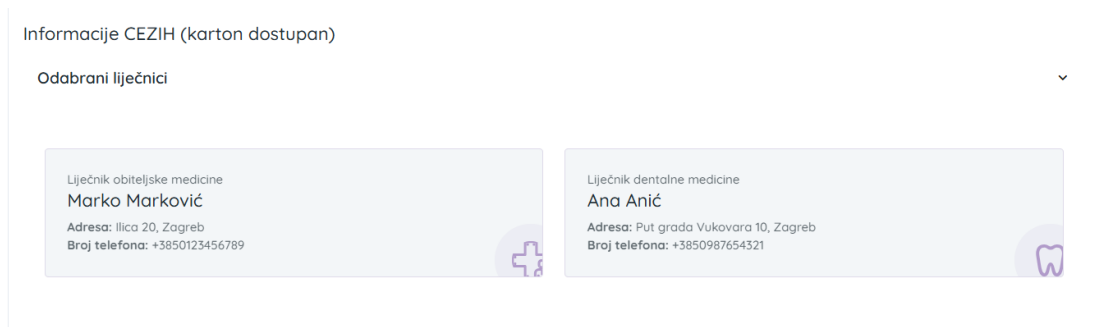 Informacije CEZIH (karton dostupan)
Odabrani liječnici
Liječnik obiteljske medicine
Marko Marković
Adresa: Ilica 20, Zagreb
Broj telefona: +3850123456789
Liječnik dentalne medicine
Ana Anić
Adresa: Put grada Vukovara 10, Zagreb
Broj telefona: +3850987654321